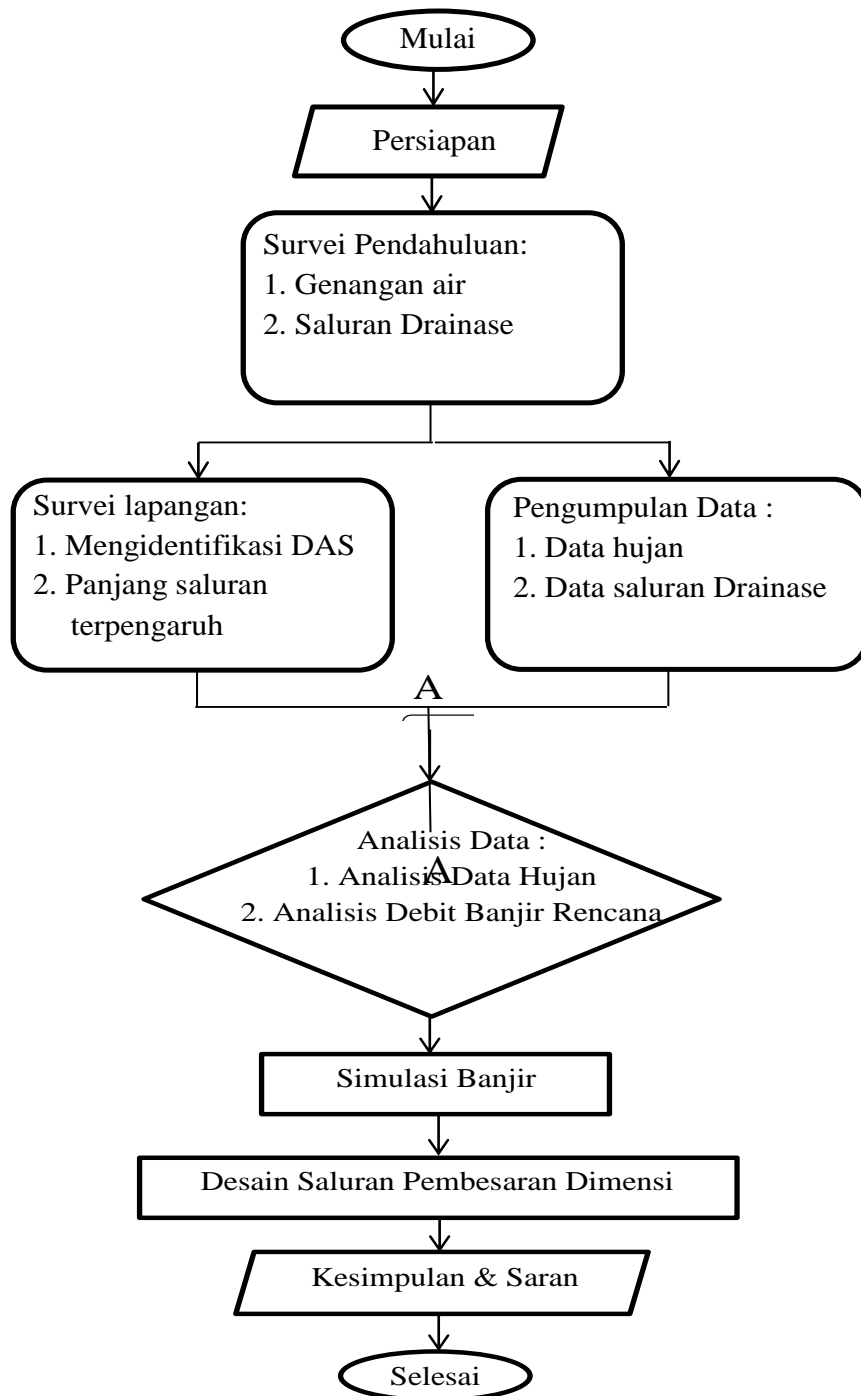 Mulai
Persiapan
Survei Pendahuluan:
1. Genangan air
2. Saluran Drainase
Survei lapangan:
1. Mengidentifikasi DAS
2. Panjang saluran
terpengaruh
Pengumpulan Data :
1. Data hujan
2. Data saluran Drainase
A
Analisis Data :
A
1. Analisis Data Hujan
2. Analisis Debit Banjir Rencana
Simulasi Banjir
Desain Saluran Pembesaran Dimensi
Kesimpulan & Saran
Selesai